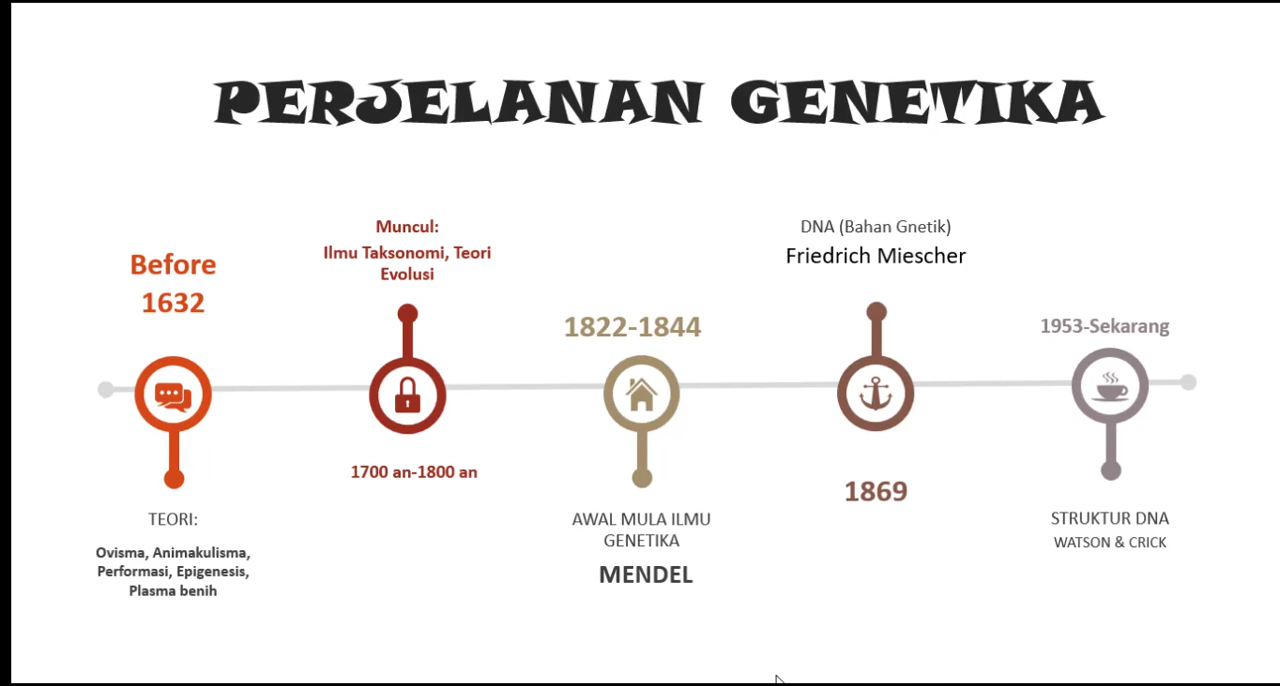 PERJELANAN GENETIKA
Before
1632
TEORI:
Ovisma, Animakulisma,
Performasi, Epigenesis,
Plasma benih
Muncul:
Ilmu Taksonomi, Teori
Evolusi
1700 an-1800 an
1822-1844
AWAL MULA ILMU
GENETIKA
MENDEL
DNA (Bahan Gnetik)
Friedrich Miescher
1869
1953-Sekarang
STRUKTUR DNA
WATSON & CRICK